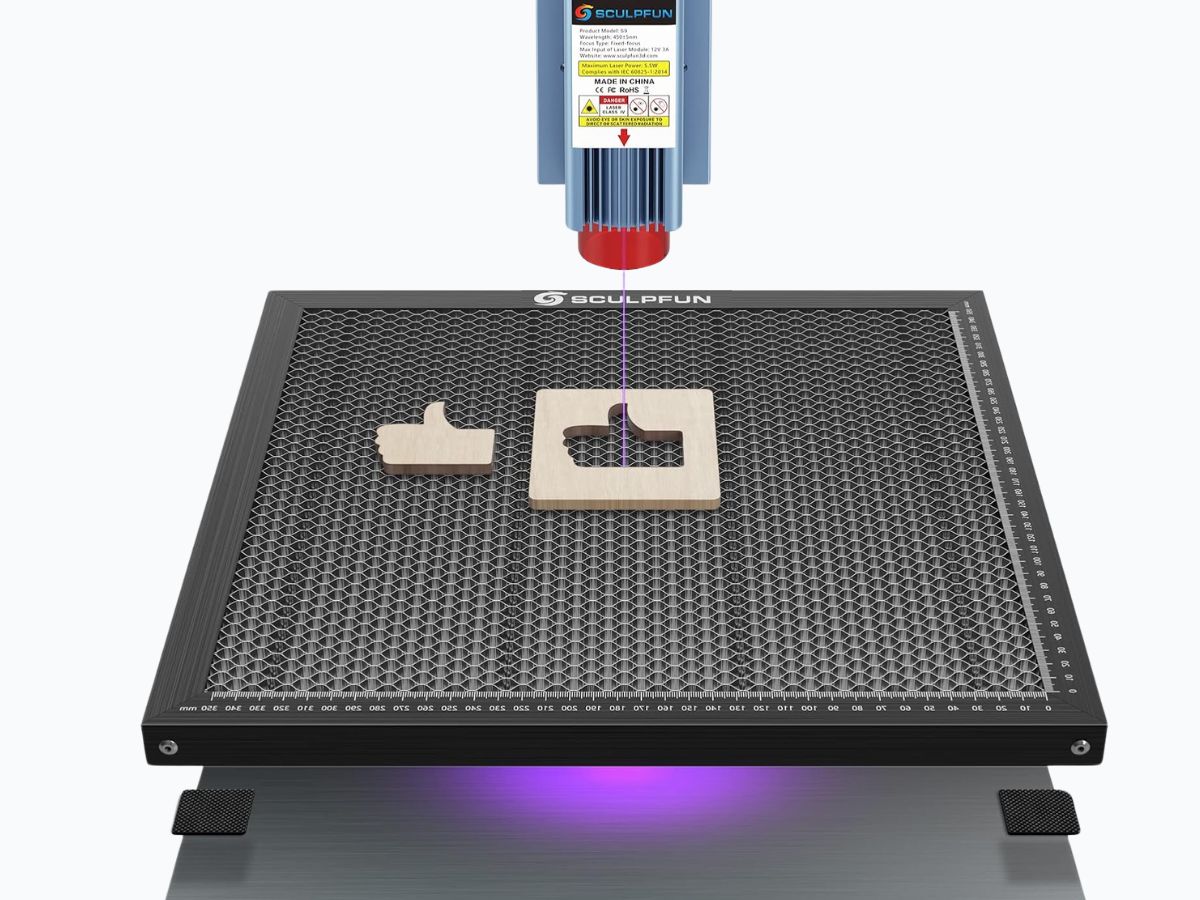 SCULPFUN
Product Model: S9
Wavelength: 450±5nm
Focus Type: Fixed-focus
Max Input of Laser Module: 12V 3A
Website: www.sculpfun3d.com
Maximum Laser Power: 5.5W
Complies with IEC 60825-1:2014
MADE IN CHINA
CE FC RoHS
DANGER
LASER
CLASS IV
AVOID EYE OR SKIN EXPOSURE TO
DIRECT OR SCATTERED RADIATION
SCULPFUN
mm 350 340 330 320 310 300 290 280 270 260 250 240 230 220 210 200 190 180 170 160 150 140 130 120 110 100 90 80 70 60 50 40 30 20 10 0